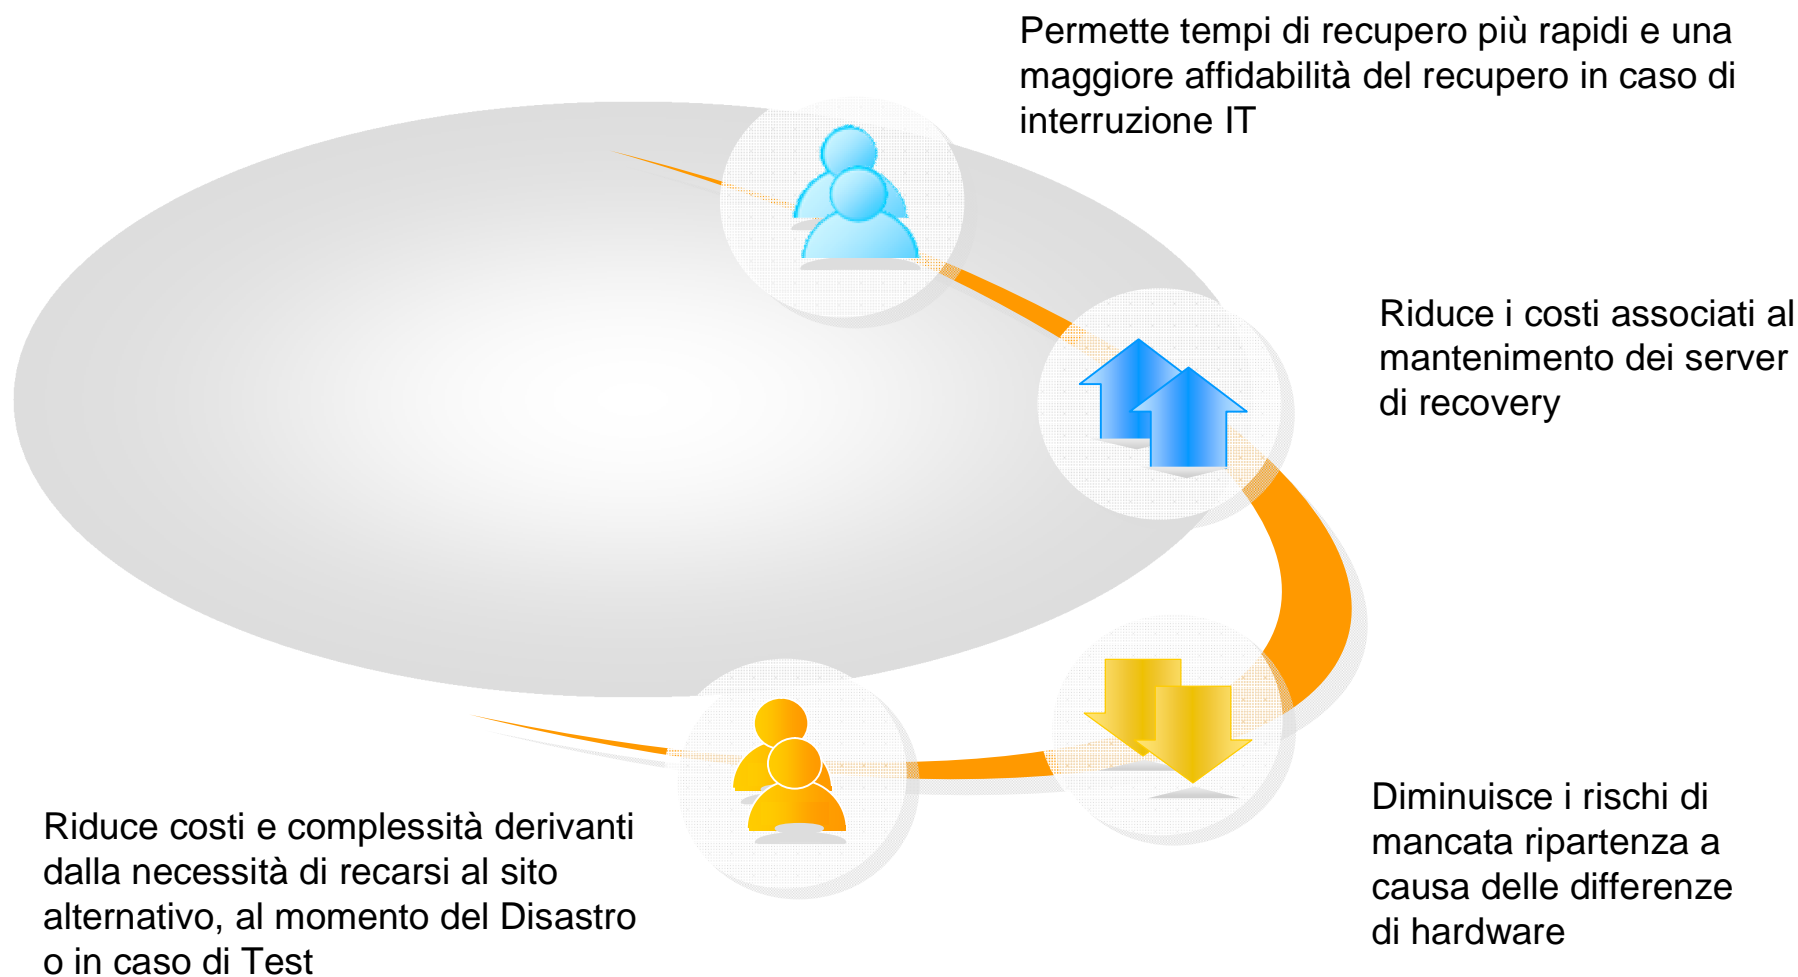 Permette tempi di recupero più rapidi e una
maggiore affidabilità del recupero in caso di
interruzione IT
Riduce i costi associati al
mantenimento dei server
di recovery
Diminuisce i rischi di
mancata ripartenza a
causa delle differenze
di hardware
Riduce costi e complessità derivanti
dalla necessità di recarsi al sito
alternativo, al momento del Disastro
o in caso di Test